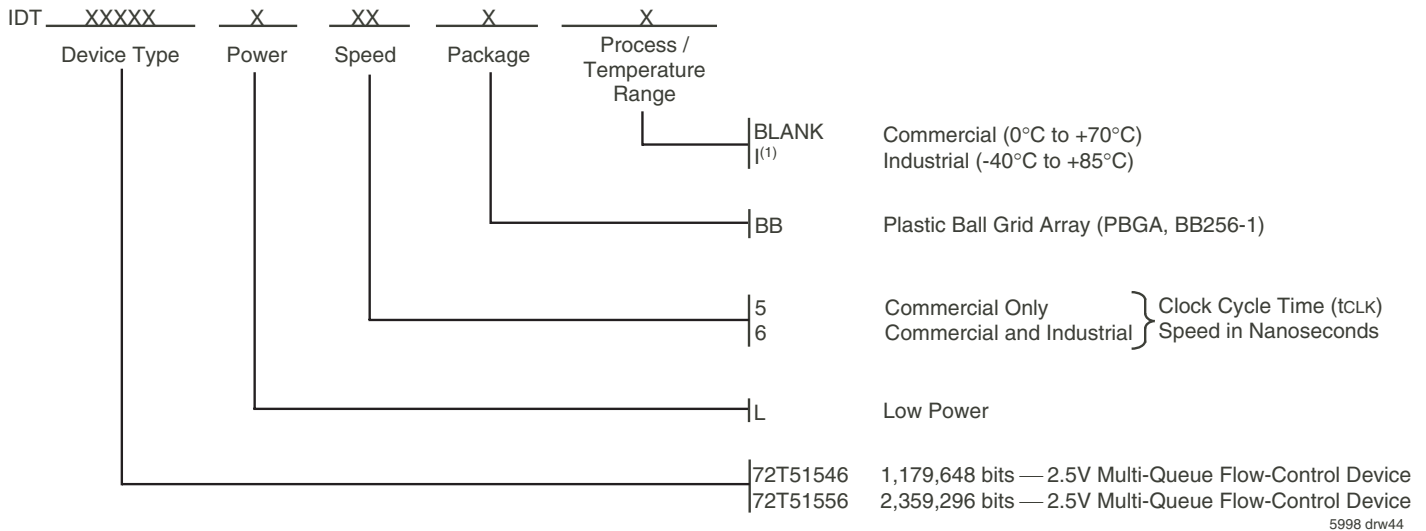 IDT XXXXX X XX X X
Device Type Power Speed Package Process / Temperature Range
BLANK Commercial (0°C to +70°C)
I(1) Industrial (-40°C to +85°C)
BB Plastic Ball Grid Array (PBGA, BB256-1)
5 Commercial Only
6 Commercial and Industrial
Clock Cycle Time (tCLK)
Speed in Nanoseconds
L Low Power
72T51546 1,179,648 bits — 2.5V Multi-Queue Flow-Control Device
72T51556 2,359,296 bits — 2.5V Multi-Queue Flow-Control Device
5998 drw44